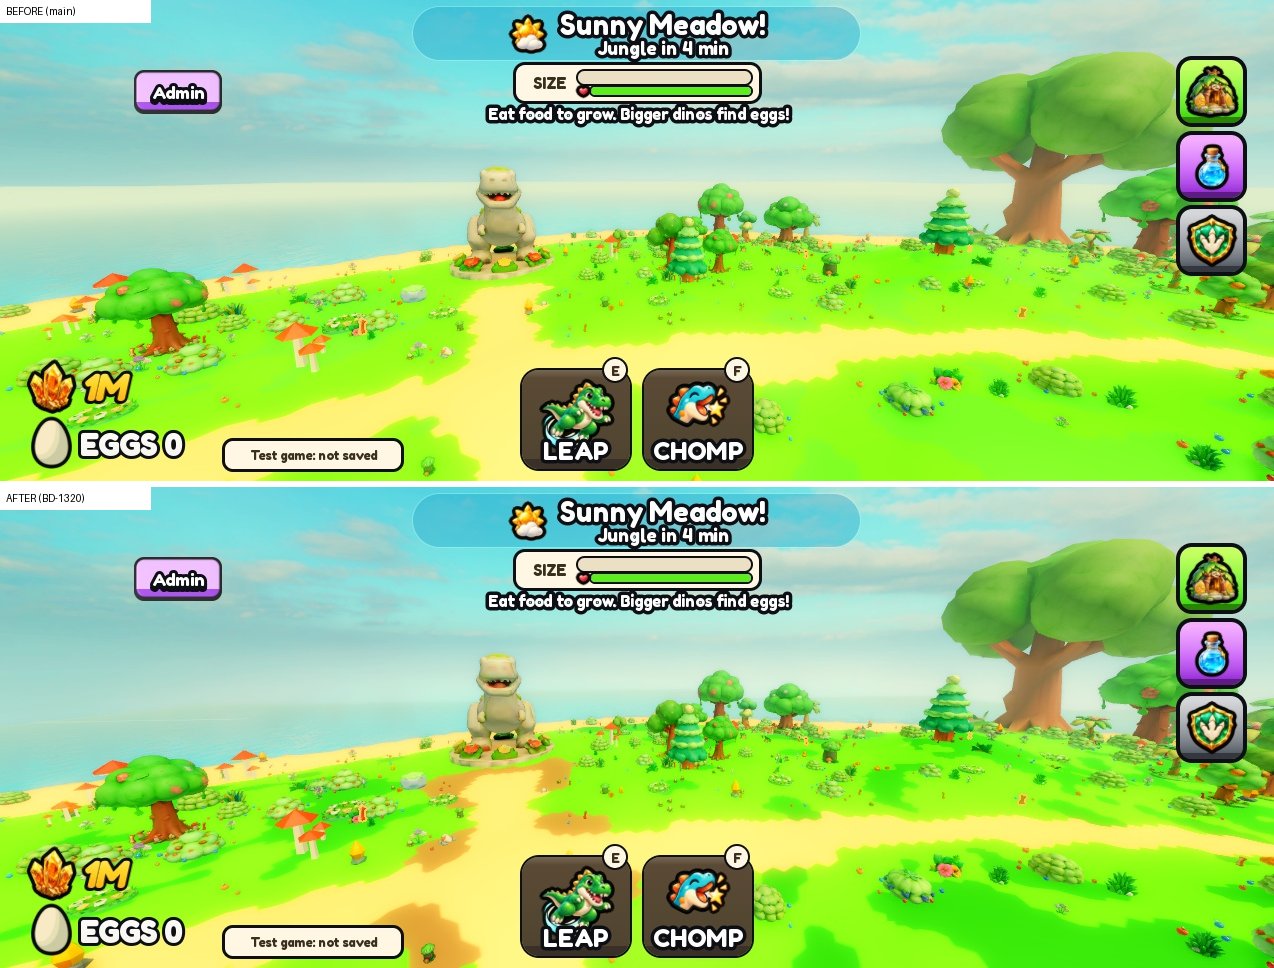 BEFORE (main)
Sunny Meadow!
Jungle in 4 min
Admin
SIZE
Eat food to grow. Bigger dinos find eggs!
1M
EGGS 0
Test game: not saved
E
LEAP
F
CHOMP
AFTER (BD-1320)
Sunny Meadow!
Jungle in 4 min
Admin
SIZE
Eat food to grow. Bigger dinos find eggs!
1M
EGGS 0
Test game: not saved
E
LEAP
F
CHOMP